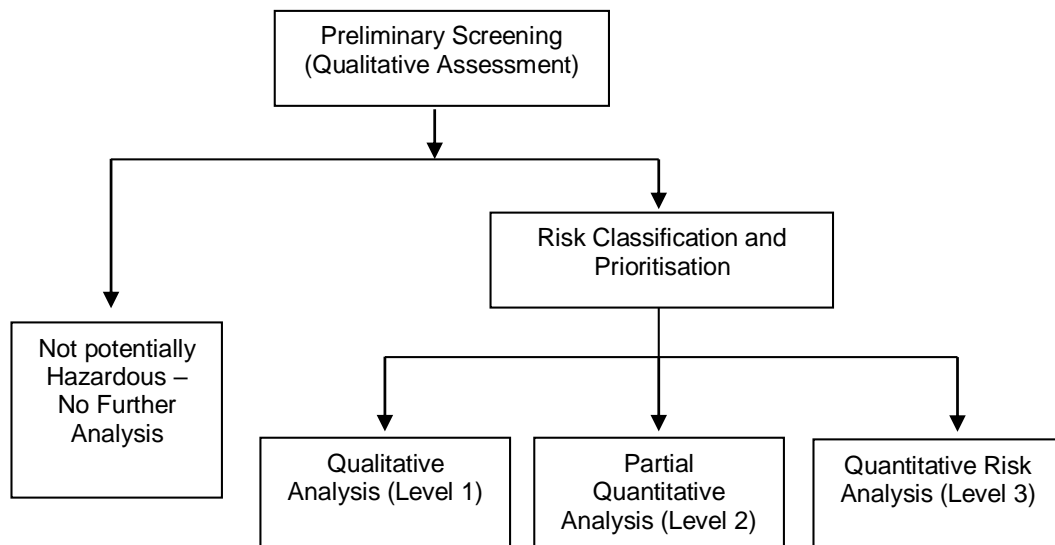 Preliminary Screening
(Qualitative Assessment)
Risk Classification and
Prioritisation
Not potentially
Hazardous –
No Further
Analysis
Qualitative
Analysis (Level 1)
Partial
Quantitative
Analysis (Level 2)
Quantitative Risk
Analysis (Level 3)